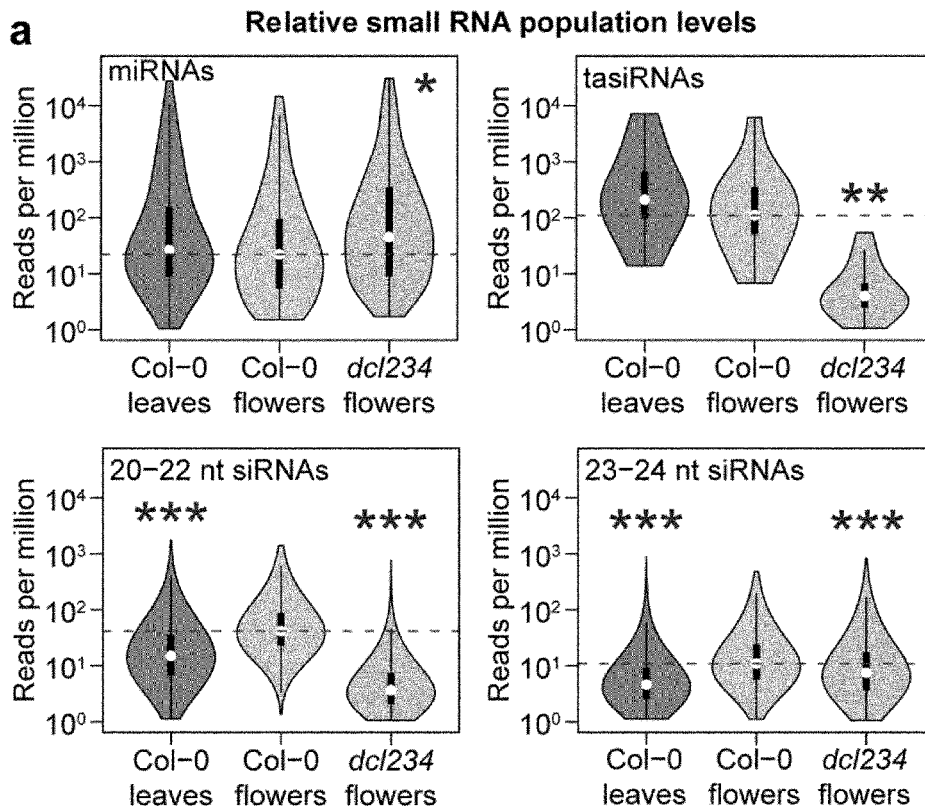 a
Relative small RNA population levels
miRNAs
*
Reads per million
10⁴
10³
10²
10¹
10⁰
Col−0 leaves
Col−0 flowers
dcl234 flowers
tasiRNAs
**
Reads per million
10⁴
10³
10²
10¹
10⁰
Col−0 leaves
Col−0 flowers
dcl234 flowers
20−22 nt siRNAs
***
***
Reads per million
10⁴
10³
10²
10¹
10⁰
Col−0 leaves
Col−0 flowers
dcl234 flowers
23−24 nt siRNAs
***
***
Reads per million
10⁴
10³
10²
10¹
10⁰
Col−0 leaves
Col−0 flowers
dcl234 flowers